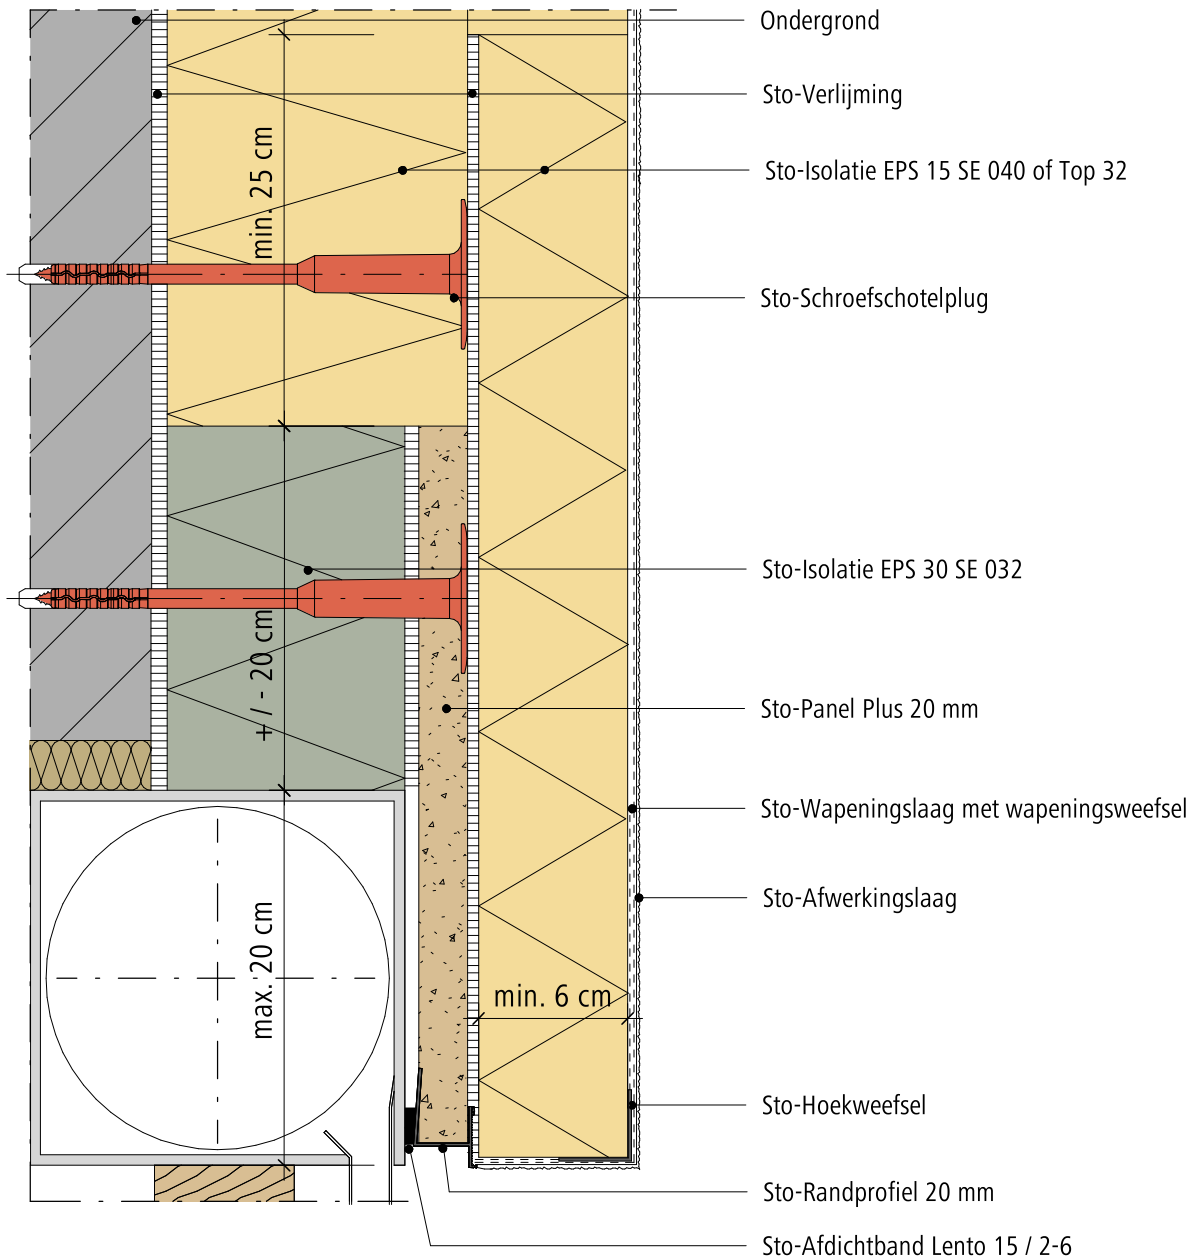 Ondergrond
Sto-Verlijming
min. 25 cm
Sto-Isolatie EPS 15 SE 040 of Top 32
Sto-Schroefschotelplug
Sto-Isolatie EPS 30 SE 032
+ / - 20 cm
Sto-Panel Plus 20 mm
Sto-Wapeningslaag met wapeningsweefsel
Sto-Afwerkingslaag
max. 20 cm
min. 6 cm
Sto-Hoekweefsel
Sto-Randprofiel 20 mm
Sto-Afdichtband Lento 15 / 2-6